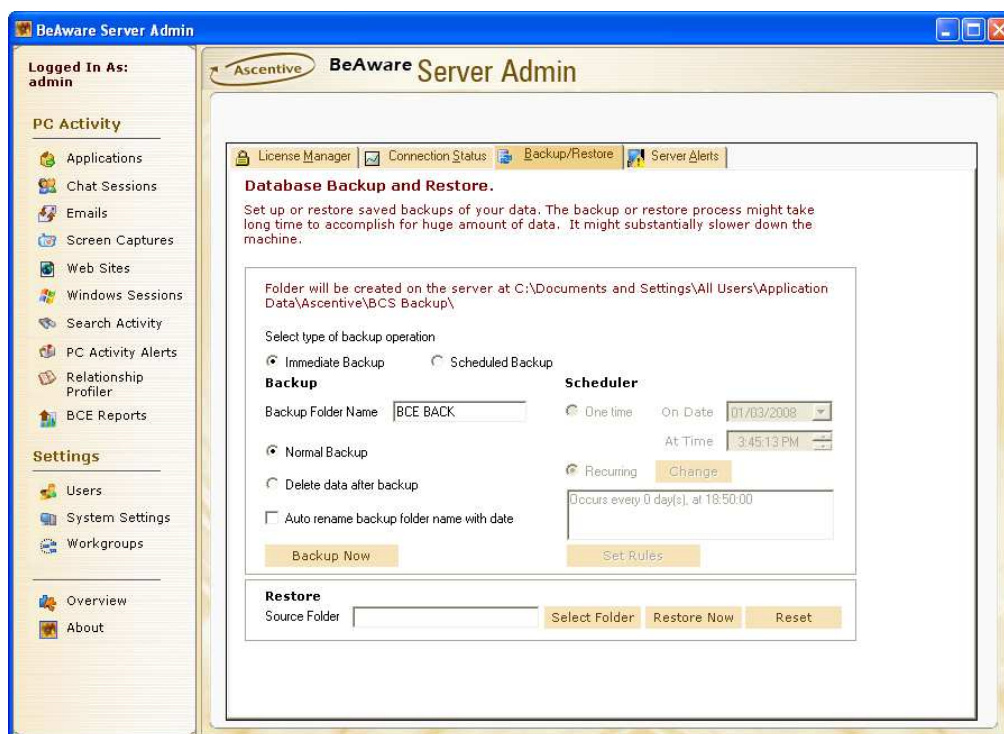 BeAware Server Admin
Logged In As:
admin
PC Activity
Applications
Chat Sessions
Emails
Screen Captures
Web Sites
Windows Sessions
Search Activity
PC Activity Alerts
Relationship
Profiler
BCE Reports
Settings
Users
System Settings
Workgroups
Overview
About
Ascentive BeAware Server Admin
License Manager Connection Status Backup/Restore Server Alerts
Database Backup and Restore.
Set up or restore saved backups of your data. The backup or restore process might take
long time to accomplish for huge amount of data. It might substantially slower down the
machine.
Folder will be created on the server at C:\Documents and Settings\All Users\Application
Data\Ascentive\BCS Backup\
Select type of backup operation
Immediate Backup Scheduled Backup
Backup Scheduler
Backup Folder Name BCE BACK One time On Date 01/03/2008
At Time 3:45:13 PM
Normal Backup
Recurring Change
Delete data after backup
Occurs every 0 day(s), at 18:50:00
Auto rename backup folder name with date
Backup Now Set Rules
Restore
Source Folder Select Folder Restore Now Reset